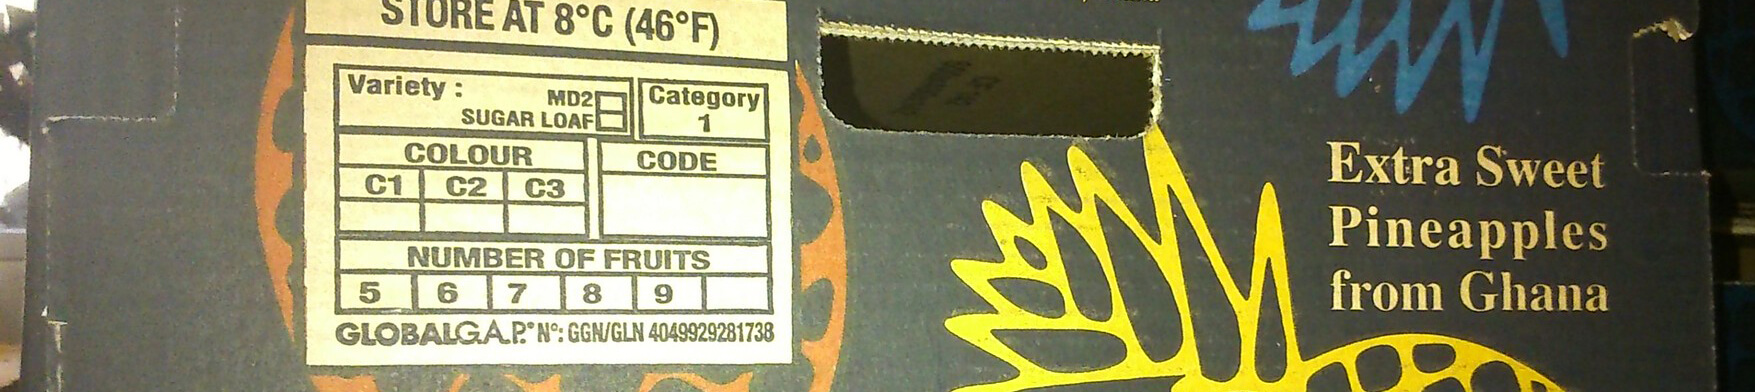 STORE AT 8°C (46°F)
Variety :
MD2
SUGAR LOAF
Category
1
COLOUR
C1 C2 C3
CODE
NUMBER OF FRUITS
5 6 7 8 9
GLOBALG.A.P. N°: GGN/GLN 4049929281738
Extra Sweet
Pineapples
from Ghana